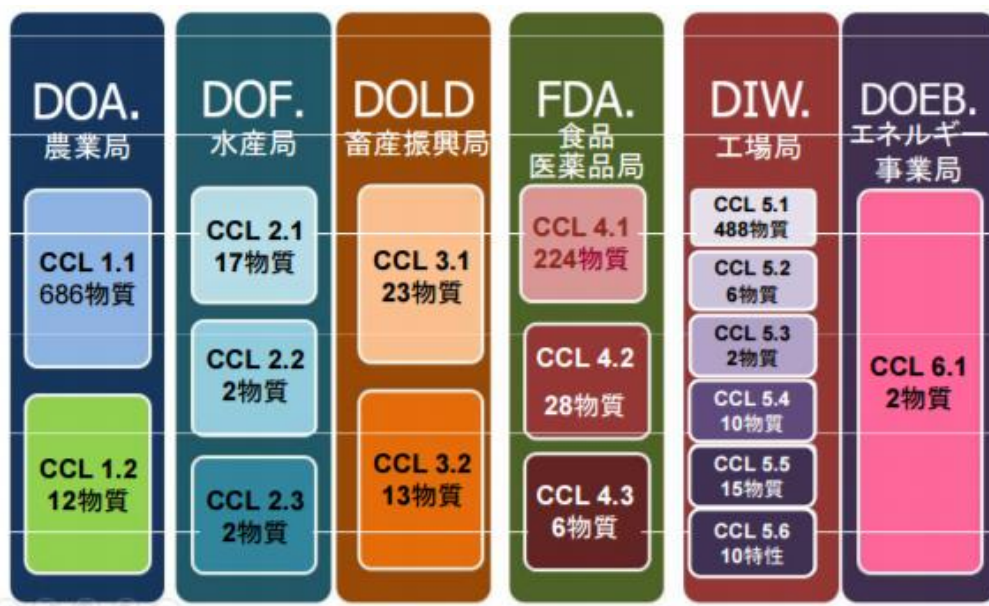 DOA.
農業局
CCL 1.1
686物質
CCL 1.2
12物質
DOF.
水産局
CCL 2.1
17物質
CCL 2.2
2物質
CCL 2.3
2物質
DOLD
畜産振興局
CCL 3.1
23物質
CCL 3.2
13物質
FDA.
食品
医薬品局
CCL 4.1
224物質
CCL 4.2
28物質
CCL 4.3
6物質
DIW.
工場局
CCL 5.1
488物質
CCL 5.2
6物質
CCL 5.3
2物質
CCL 5.4
10物质
CCL 5.5
15物質
CCL 5.6
10特性
DOEB.
エネルギー
事業局
CCL 6.1
2物質